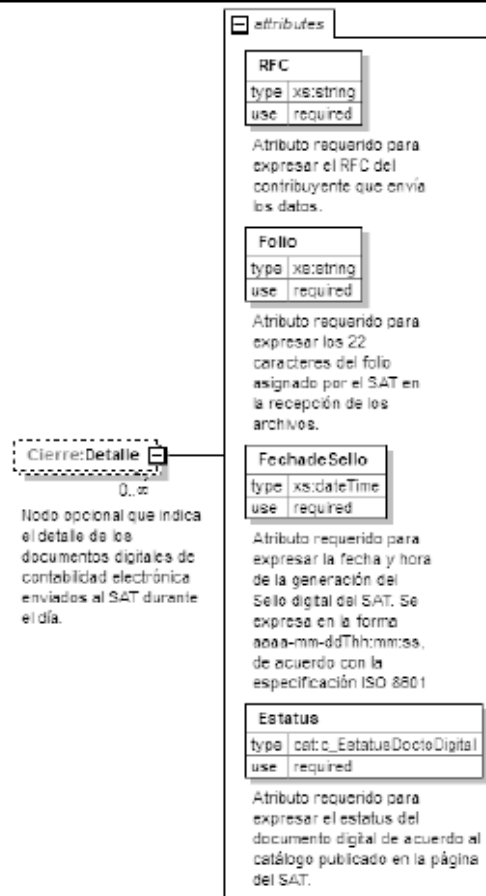 attributes
RFC
type xs:string
use required
Atributo requerido para
expresar el RFC del
contribuyente que envía
los datos.
Folio
type xs:string
use required
Atributo requerido para
expresar los 22
caracteres del folio
asignado por el SAT en
la recepción de los
archivos.
Cierre:Detalle
0..∞
Nodo opcional que indica
el detalle de los
documentos digitales de
contabilidad electrónica
enviados al SAT durante
el día.
FechadeSello
type xs:dateTime
use required
Atributo requerido para
expresar la fecha y hora
de la generación del
Sello digital del SAT. Se
expresa en la forma
aaaa-mm-ddThh:mm:ss,
de acuerdo con la
especificación ISO 8601
Estatus
type cat:c_EstatusDoctoDigital
use required
Atributo requerido para
expresar el estatus del
documento digital de acuerdo al
catálogo publicado en la página
del SAT.